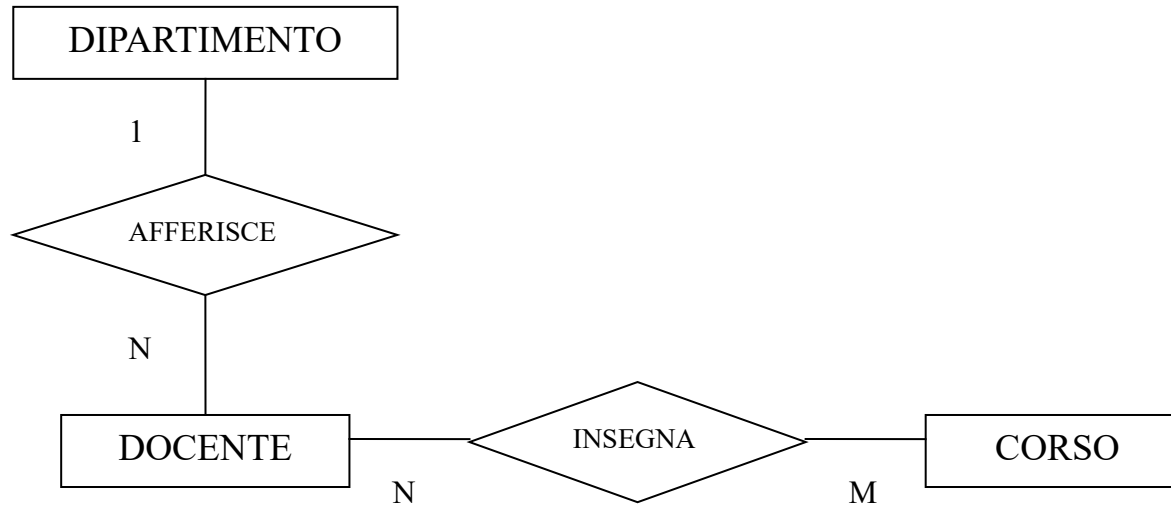 DIPARTIMENTO
1
AFFERISCE
N
DOCENTE
N
INSEGNA
M
CORSO